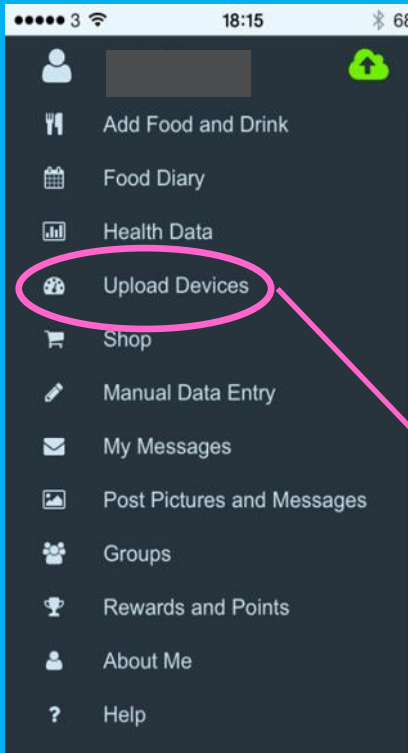 3 18:15 68
Add Food and Drink
Food Diary
Health Data
Upload Devices
Shop
Manual Data Entry
My Messages
Post Pictures and Messages
Groups
Rewards and Points
About Me
? Help